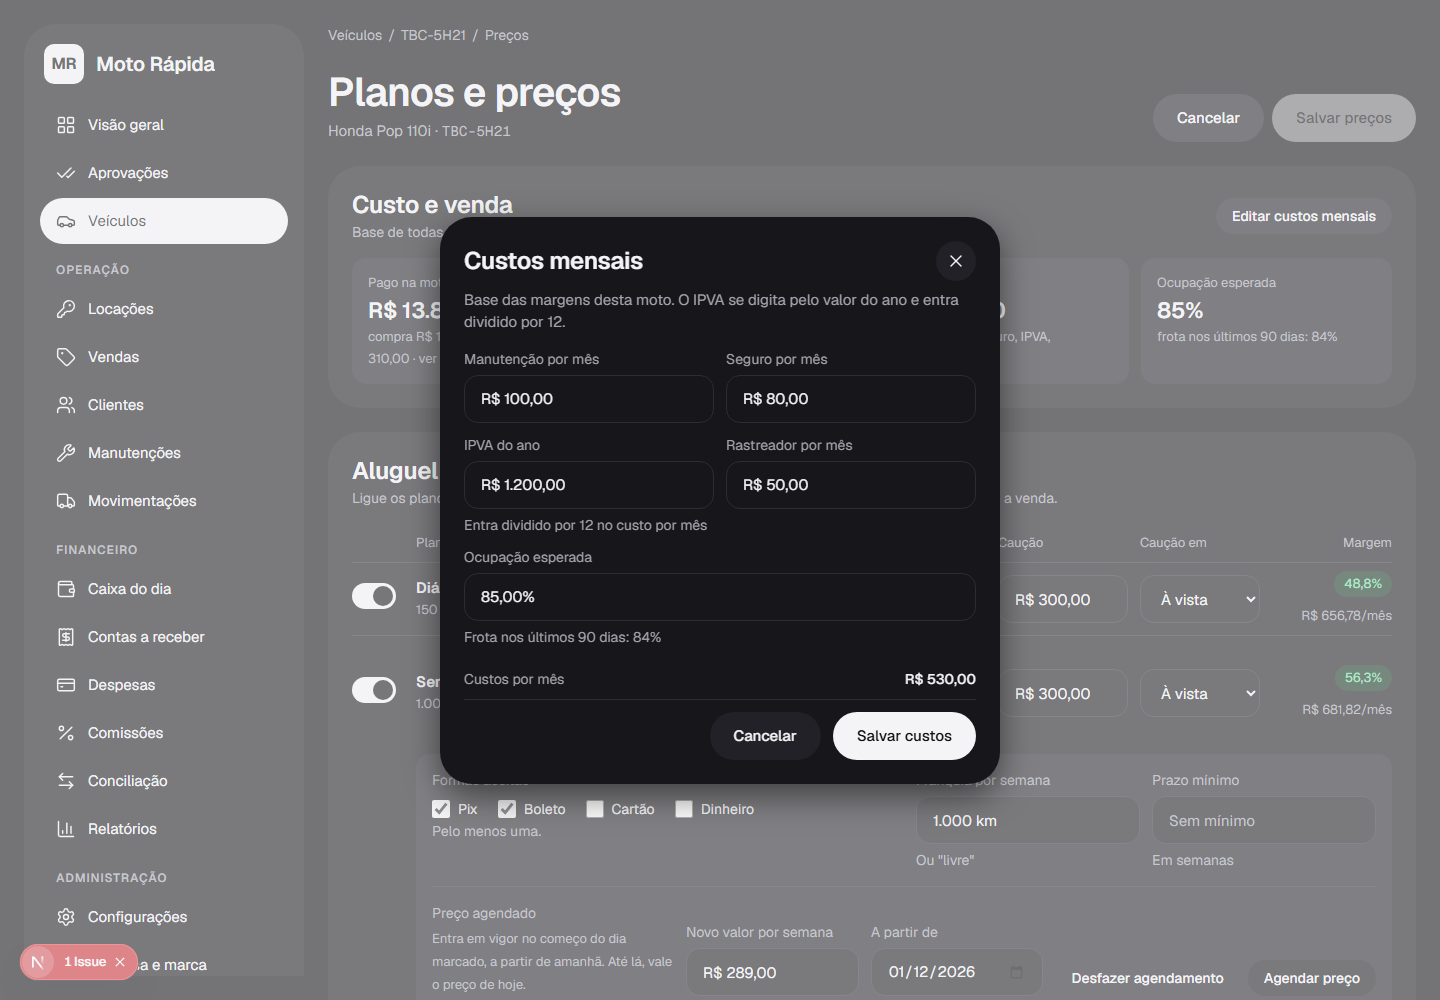 MR
Moto Rápida
Visão geral
Aprovações
Veículos
OPERAÇÃO
Locações
Vendas
Clientes
Manutenções
Movimentações
FINANCEIRO
Caixa do dia
Contas a receber
Despesas
Comissões
Conciliação
Relatórios
ADMINISTRAÇÃO
Configurações
a e marca
N 1 Issue
Veículos / TBC-5H21 / Preços
Planos e preços
Honda Pop 110i · TBC-5H21
Cancelar
Salvar preços
Custo e venda
Base de todas
Editar custos mensais
Pago na mo
R$ 13.8
compra R$ 1
310,00 · ver
uro, IPVA,
Ocupação esperada
85%
frota nos últimos 90 dias: 84%
Custos mensais
Base das margens desta moto. O IPVA se digita pelo valor do ano e entra
dividido por 12.
Manutenção por mês
Seguro por mês
R$ 100,00
R$ 80,00
IPVA do ano
Rastreador por mês
R$ 1.200,00
R$ 50,00
Entra dividido por 12 no custo por mês
Ocupação esperada
85,00%
Frota nos últimos 90 dias: 84%
Custos por mês
R$ 530,00
Cancelar
Salvar custos
Aluguel
Ligue os plano
a venda.
Plan
Caução
Caução em
Margem
Diá
150
R$ 300,00
À vista
48,8%
R$ 656,78/mês
Sem
1.00
R$ 300,00
À vista
56,3%
R$ 681,82/mês
por semana
Prazo mínimo
Pix
Boleto
Cartão
Dinheiro
Pelo menos uma.
1.000 km
Sem mínimo
Ou "livre"
Em semanas
Preço agendado
Entra em vigor no começo do dia
marcado, a partir de amanhã. Até lá, vale
o preço de hoje.
Novo valor por semana
A partir de
R$ 289,00
01/12/2026
Desfazer agendamento
Agendar preço